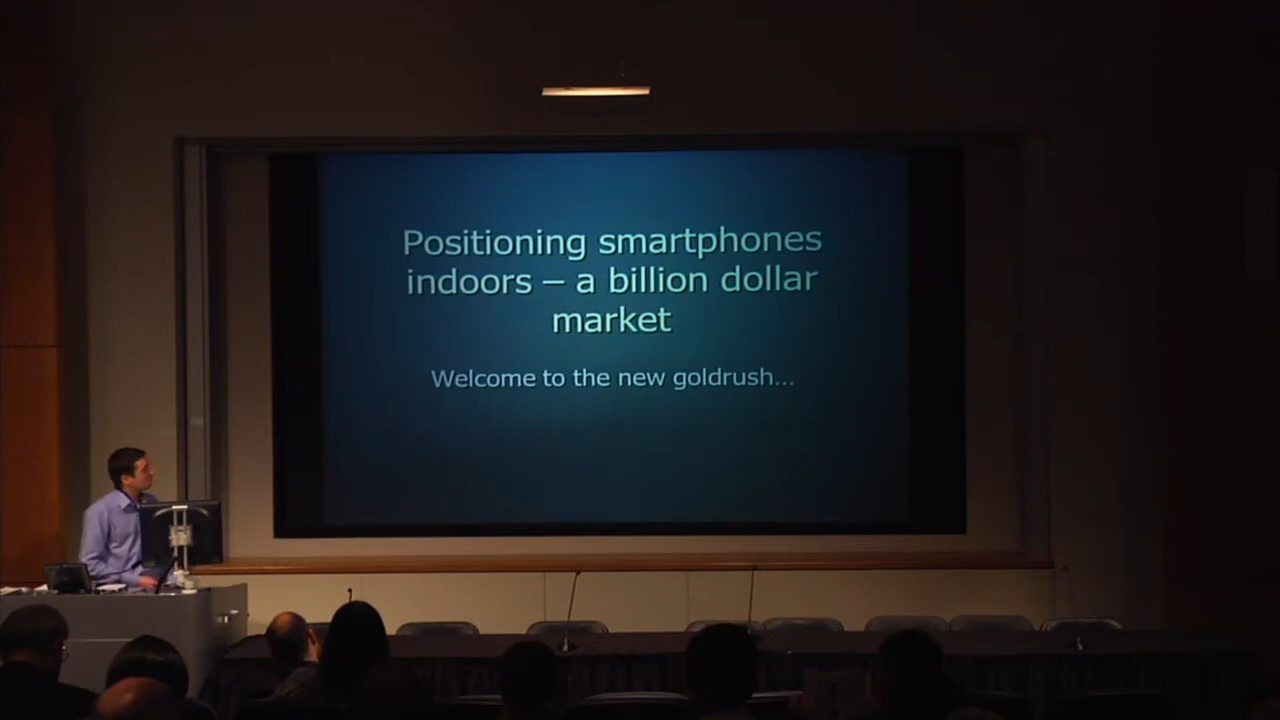 Positioning smartphones
indoors – a billion dollar
market
Welcome to the new goldrush...